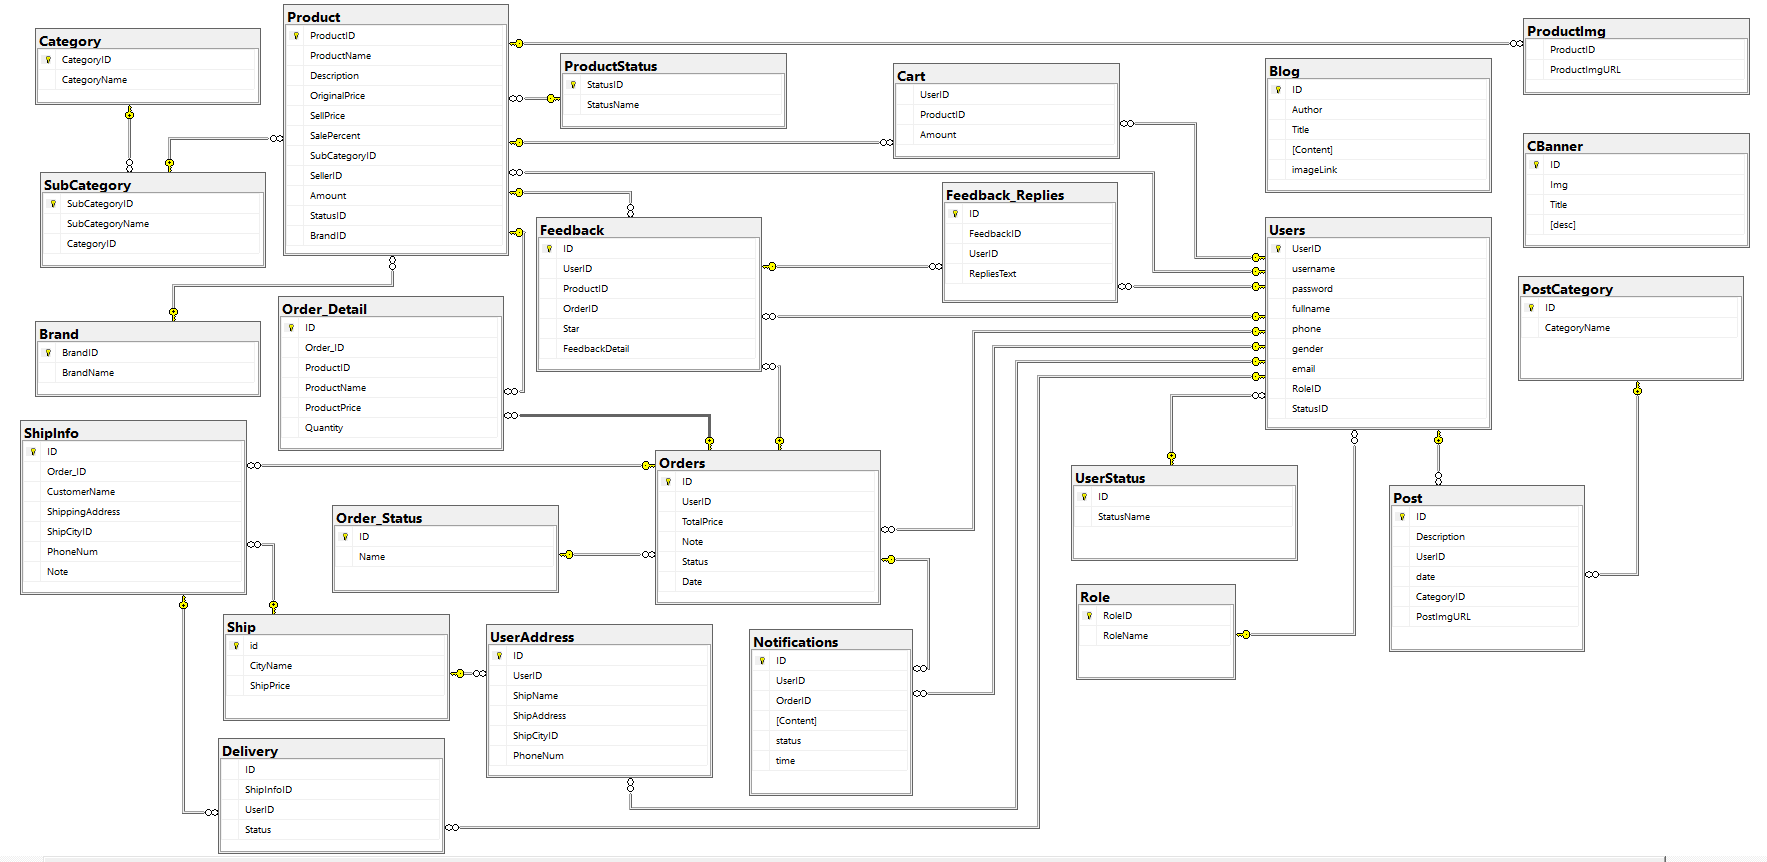 Product
ProductID
ProductName
Description
OriginalPrice
SellPrice
SalePercent
SubCategoryID
SellerID
Amount
StatusID
BrandID
Category
CategoryID
CategoryName
ProductStatus
StatusID
StatusName
Cart
UserID
ProductID
Amount
Blog
ID
Author
Title
[Content]
imageLink
ProductImg
ProductID
ProductImgURL
CBanner
ID
Img
Title
[desc]
SubCategory
SubCategoryID
SubCategoryName
CategoryID
Feedback
ID
UserID
ProductID
OrderID
Star
FeedbackDetail
Feedback_Replies
ID
FeedbackID
UserID
RepliesText
Users
UserID
username
password
fullname
phone
gender
email
RoleID
StatusID
PostCategory
ID
CategoryName
Brand
BrandID
BrandName
Order_Detail
ID
Order_ID
ProductID
ProductName
ProductPrice
Quantity
ShipInfo
ID
Order_ID
CustomerName
ShippingAddress
ShipCityID
PhoneNum
Note
Order_Status
ID
Name
Orders
ID
UserID
TotalPrice
Note
Status
Date
UserStatus
ID
StatusName
Post
ID
Description
UserID
date
CategoryID
PostImgURL
Role
RoleID
RoleName
Ship
id
CityName
ShipPrice
UserAddress
ID
UserID
ShipName
ShipAddress
ShipCityID
PhoneNum
Notifications
ID
UserID
OrderID
[Content]
status
time
Delivery
ID
ShipInfoID
UserID
Status